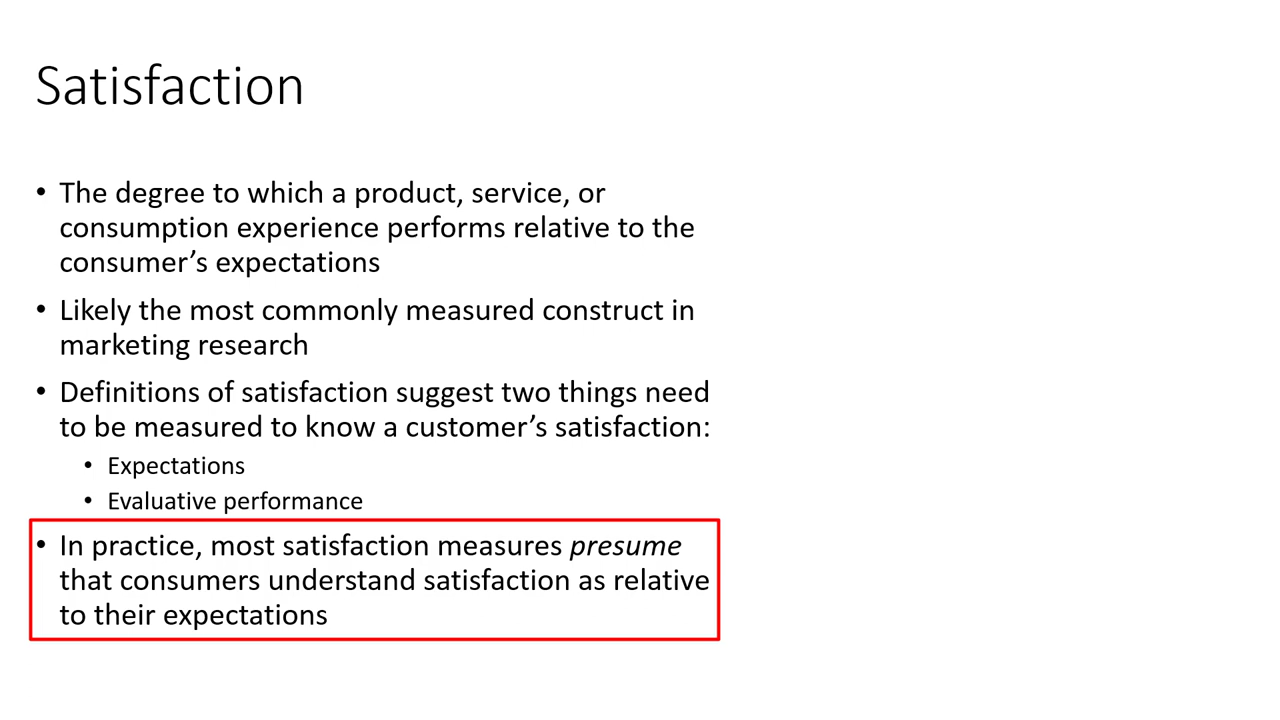 Satisfaction
• The degree to which a product, service, or
consumption experience performs relative to the
consumer’s expectations
• Likely the most commonly measured construct in
marketing research
• Definitions of satisfaction suggest two things need
to be measured to know a customer’s satisfaction:
• Expectations
• Evaluative performance
• In practice, most satisfaction measures presume
that consumers understand satisfaction as relative
to their expectations